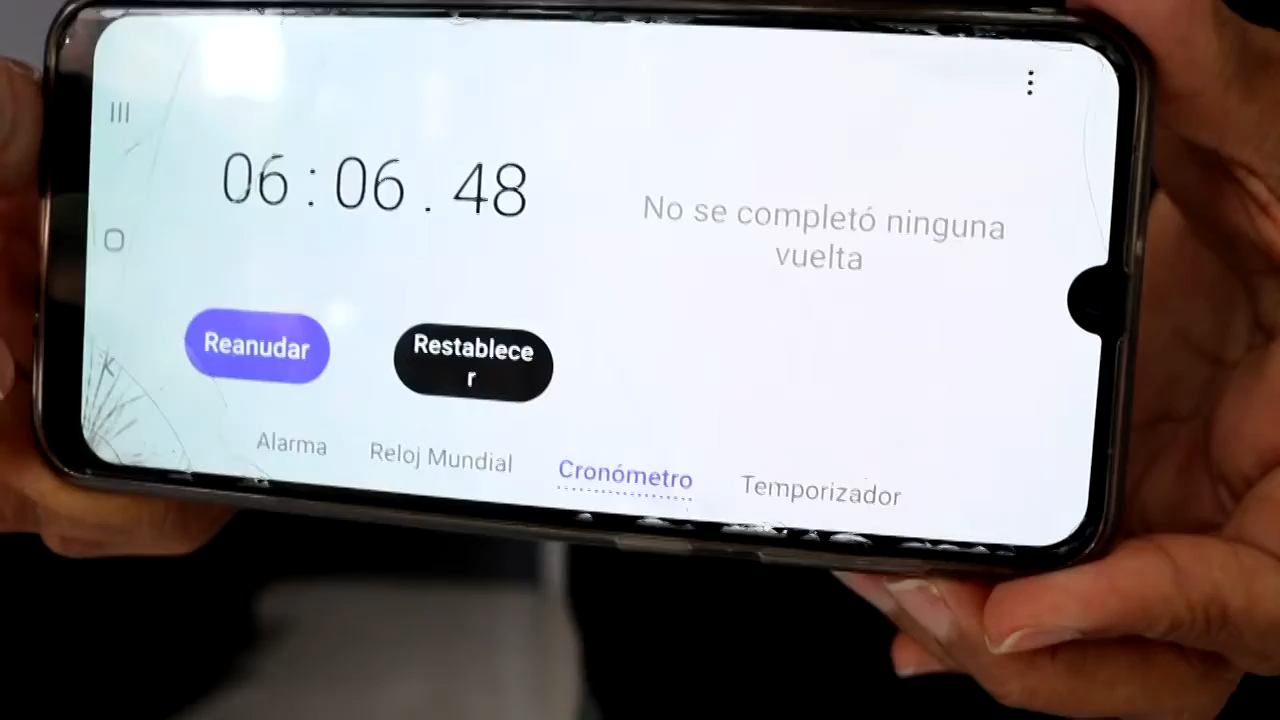 06:06.48
No se completó ninguna
vuelta
Reanudar
Restablece
r
Alarma
Reloj Mundial
Cronómetro
Temporizador